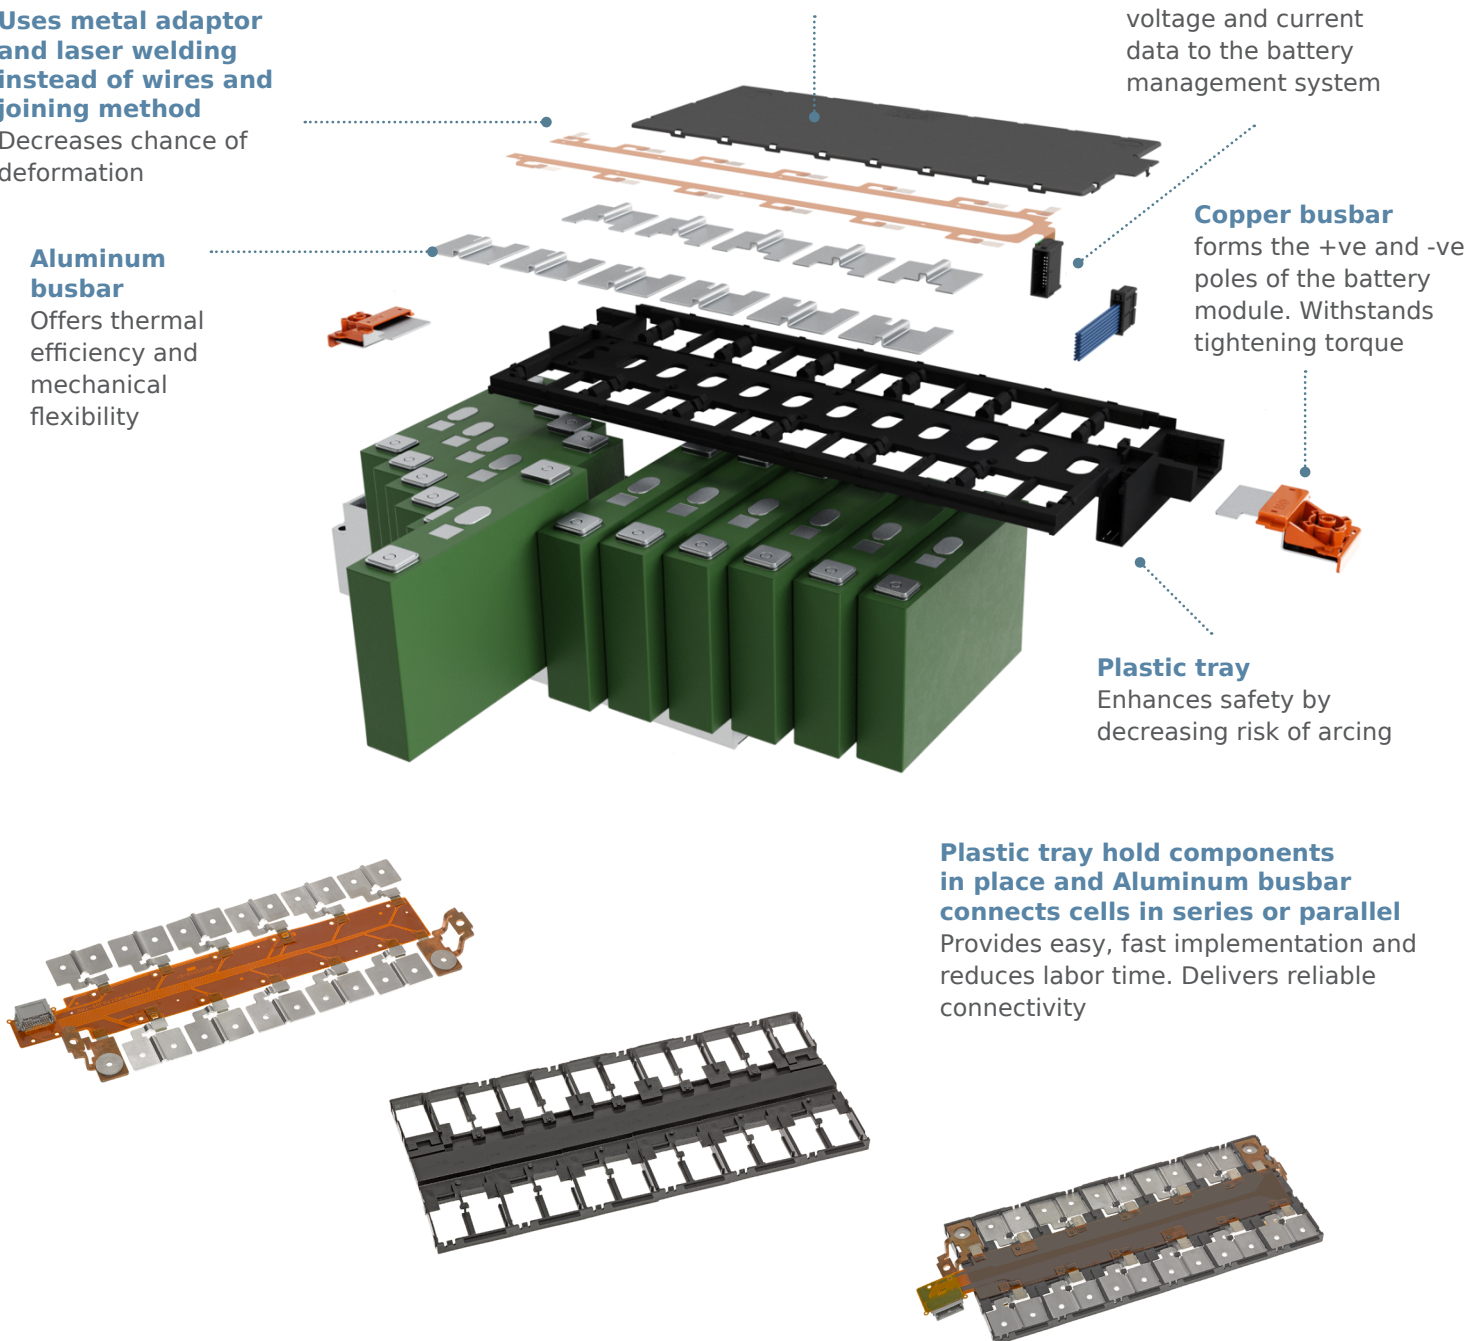 Uses metal adaptor
and laser welding
instead of wires and
joining method
Decreases chance of
deformation
voltage and current
data to the battery
management system
Aluminum
busbar
Offers thermal
efficiency and
mechanical
flexibility
Copper busbar
forms the +ve and -ve
poles of the battery
module. Withstands
tightening torque
Plastic tray
Enhances safety by
decreasing risk of arcing
Plastic tray hold components
in place and Aluminum busbar
connects cells in series or parallel
Provides easy, fast implementation and
reduces labor time. Delivers reliable
connectivity